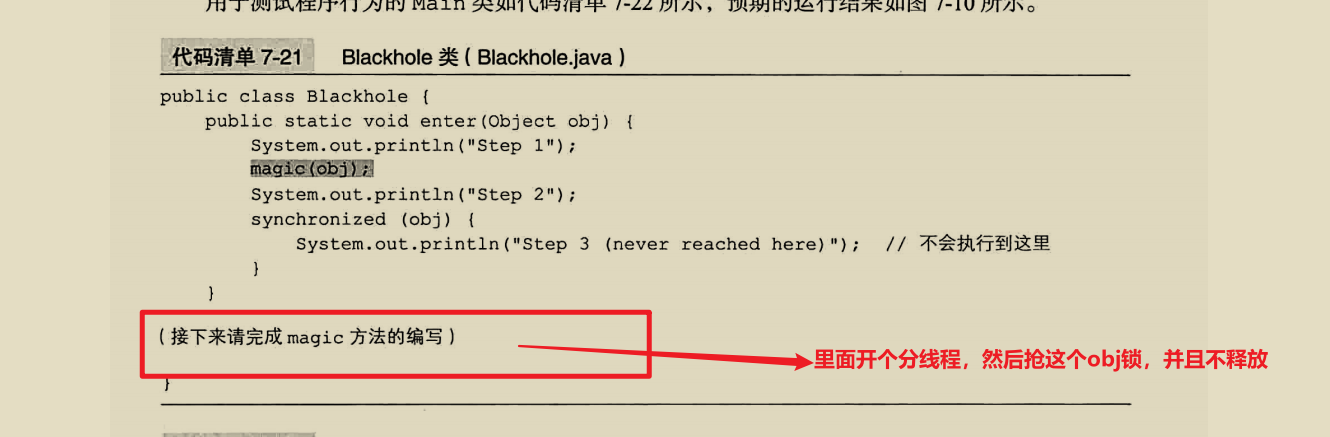 用于测试程序行为的 Main 类如代码清单 7-22 所示，预期的运行结果如图 7-10 所示。
代码清单 7-21 Blackhole 类（Blackhole.java）
public class Blackhole {
public static void enter(Object obj) {
System.out.println("Step 1");
magic(obj);
System.out.println("Step 2");
synchronized (obj) {
System.out.println("Step 3 (never reached here)"); // 不会执行到这里
}
}
（接下来请完成 magic 方法的编写）
里面开个分线程，然后抢这个obj锁，并且不释放
}